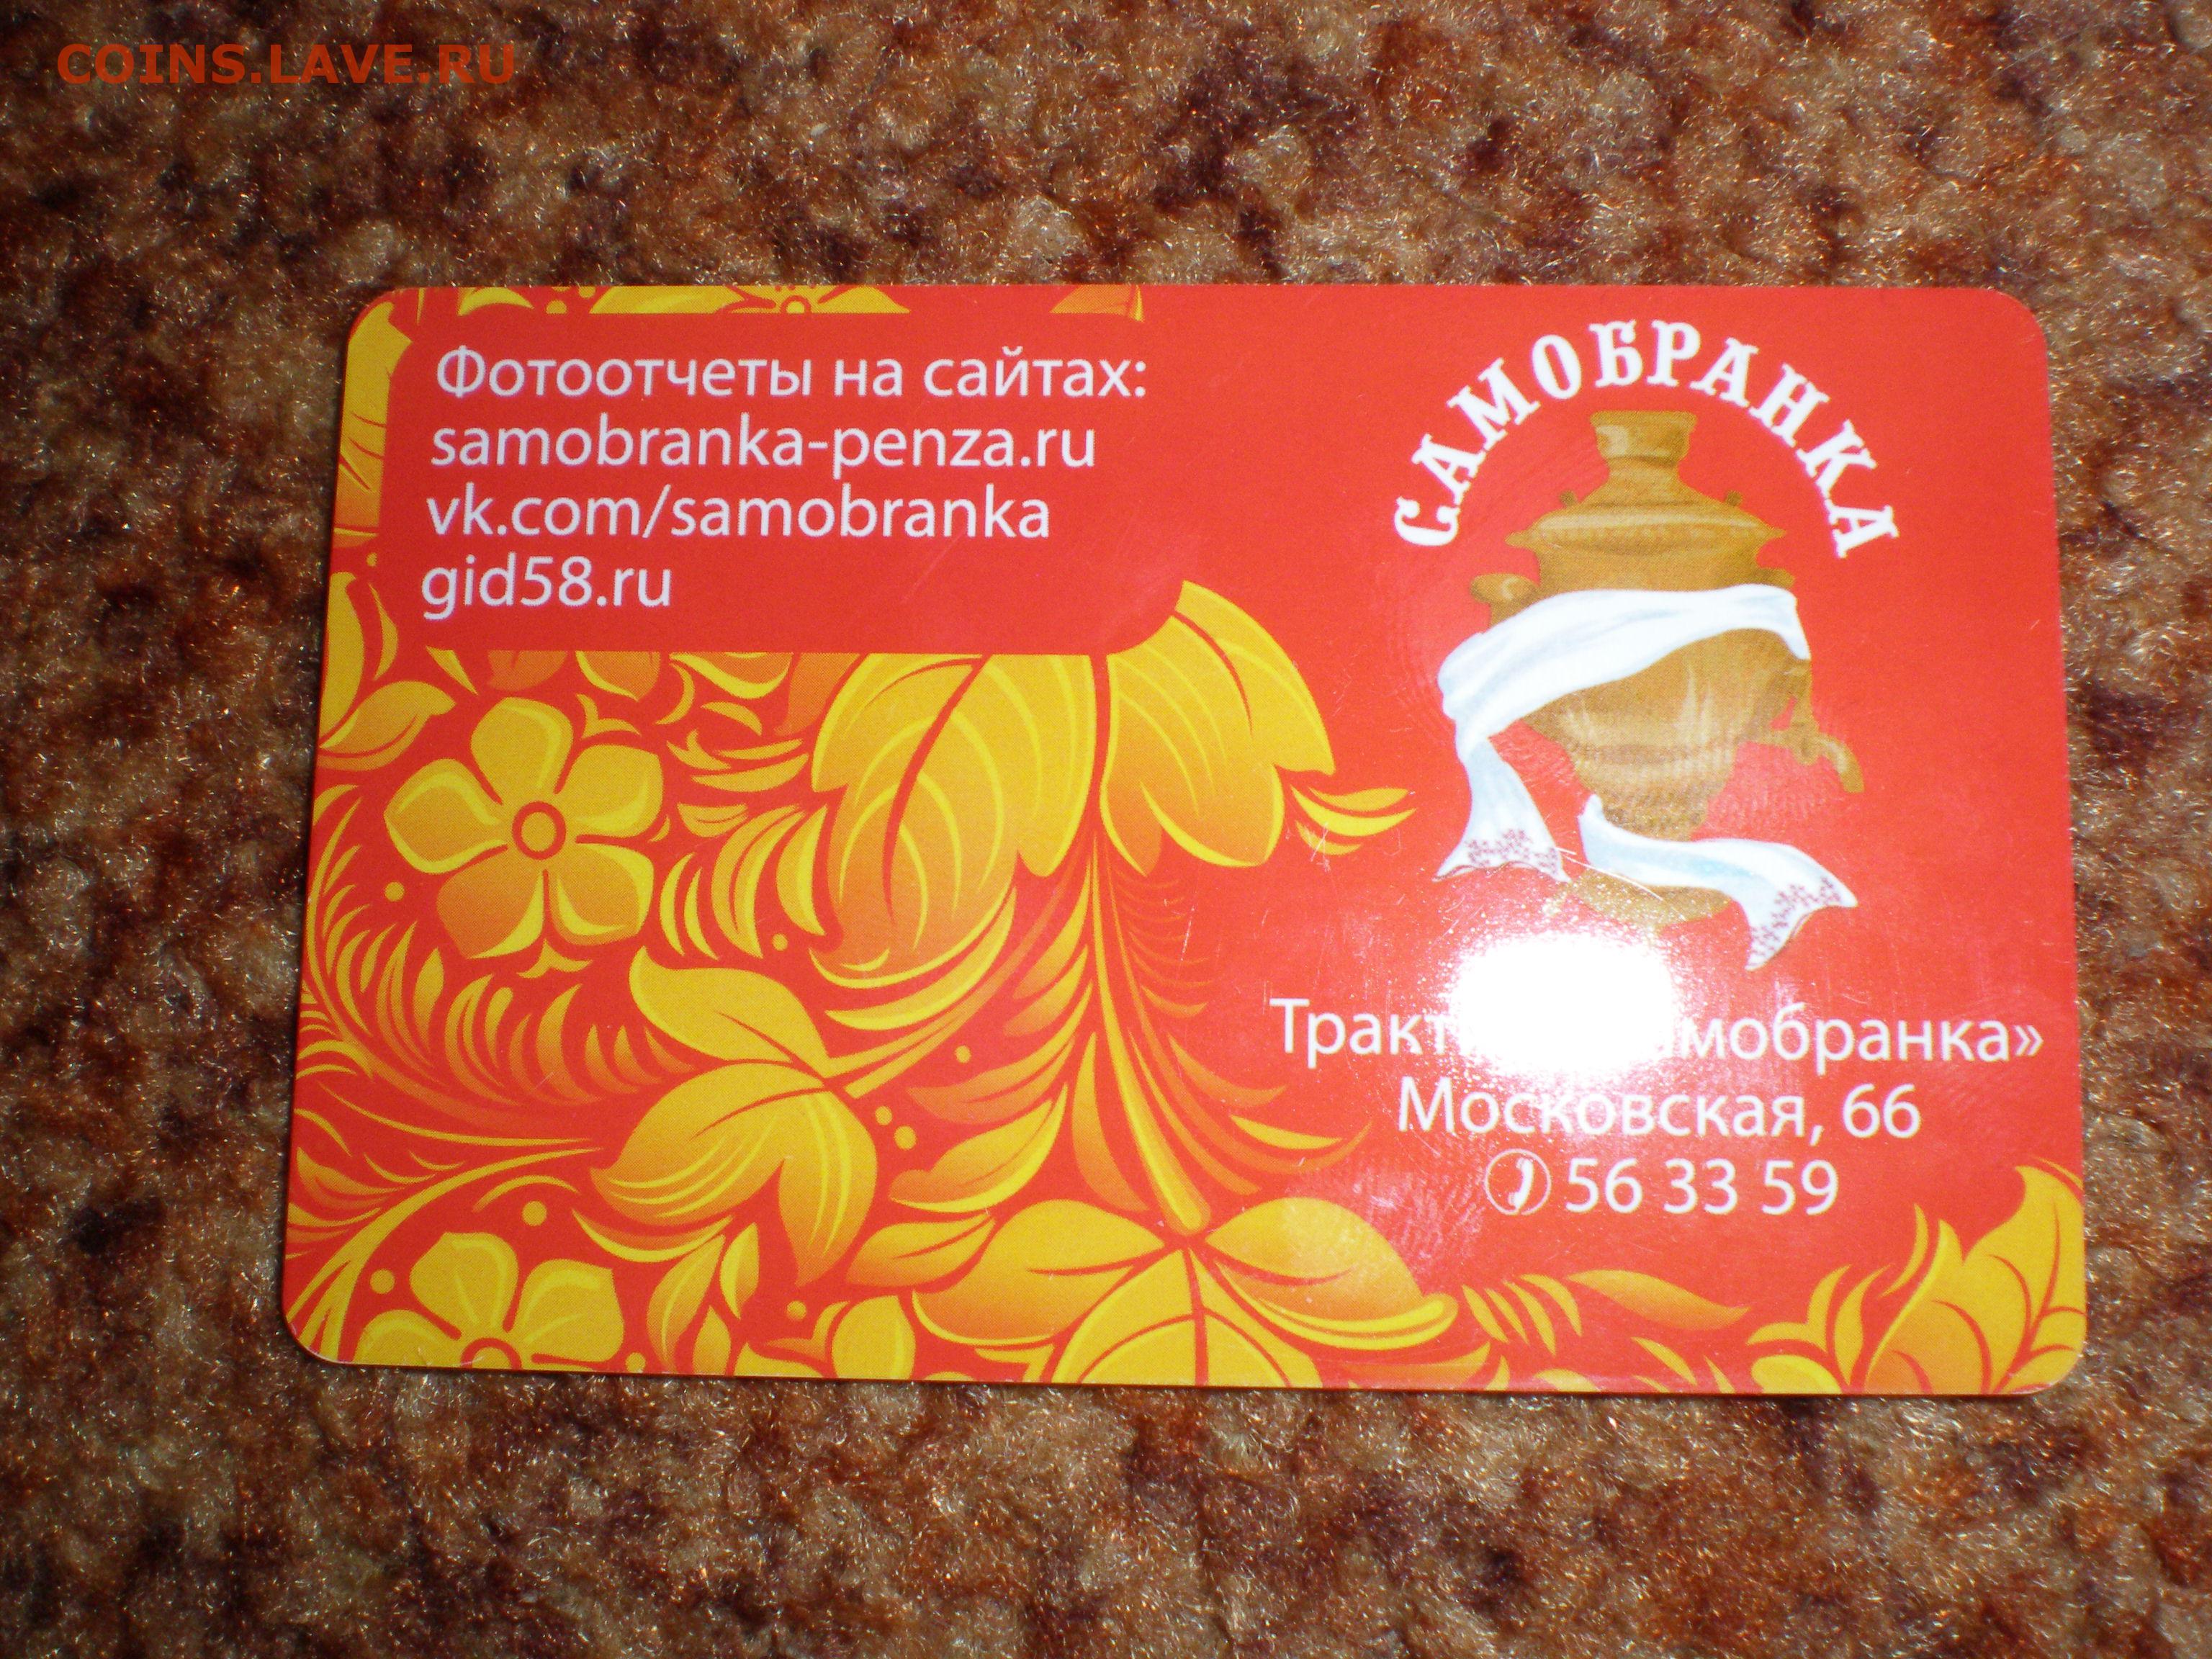 COINS.LAVE.RU
Фотоотчеты на сайтах:
samobranka-penza.ru
vk.com/samobranka
gid58.ru
САМОБРАНКА
Московская, 66
56 33 59